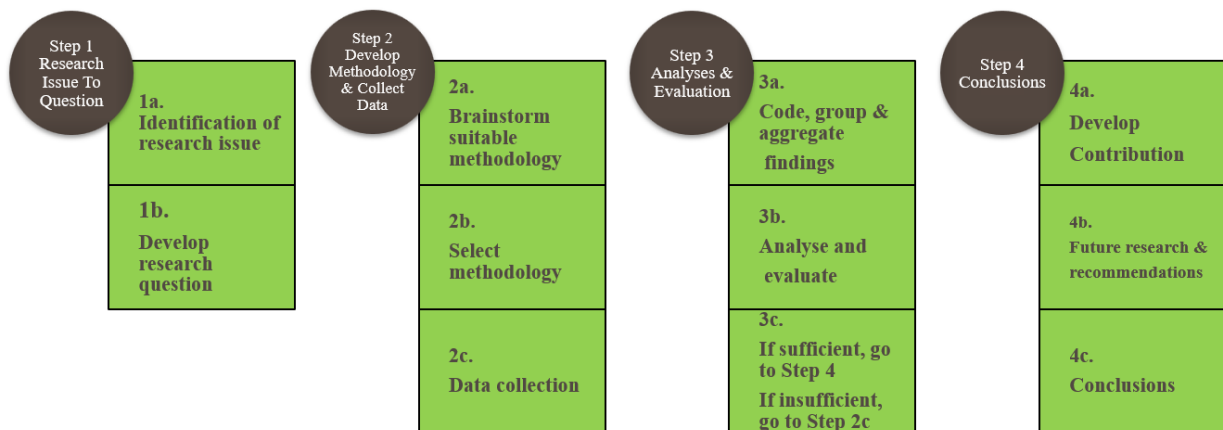 Step 1
Research
Issue To
Question
1a.
Identification of
research issue
1b.
Develop
research
question
Step 2
Develop
Methodology
& Collect
Data
2a.
Brainstorm
suitable
methodology
2b.
Select
methodology
2c.
Data collection
Step 3
Analyses &
Evaluation
3a.
Code, group &
aggregate
findings
3b.
Analyse and
evaluate
3c.
If sufficient, go
to Step 4
If insufficient,
go to Step 2c
Step 4
Conclusions
4a.
Develop
Contribution
4b.
Future research &
recommendations
4c.
Conclusions